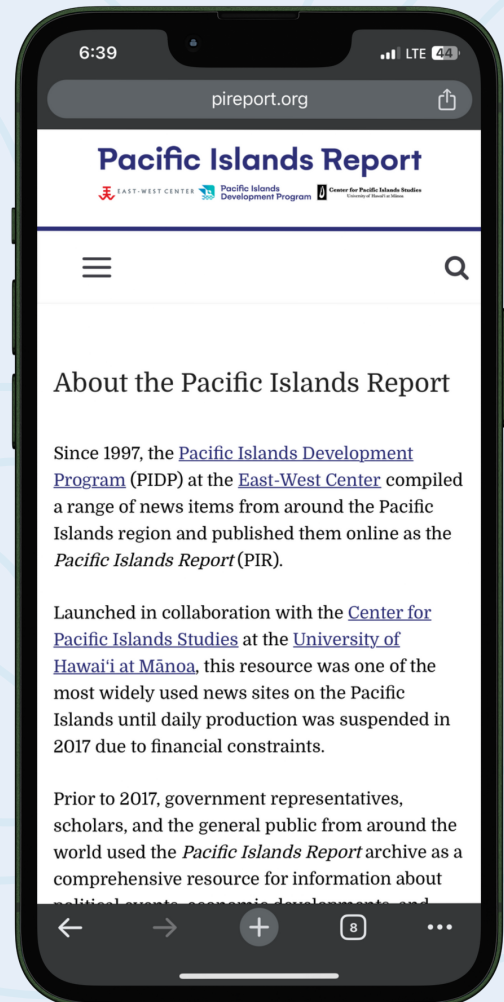 6:39
LTE 44
pireport.org
Pacific Islands Report
EAST-WEST CENTER
Pacific Islands
Development Program
Center for Pacific Islands Studies
University of Hawai‘i at Mānoa
About the Pacific Islands Report
Since 1997, the Pacific Islands Development
Program (PIDP) at the East-West Center compiled
a range of news items from around the Pacific
Islands region and published them online as the
Pacific Islands Report (PIR).
Launched in collaboration with the Center for
Pacific Islands Studies at the University of
Hawai‘i at Mānoa, this resource was one of the
most widely used news sites on the Pacific
Islands until daily production was suspended in
2017 due to financial constraints.
Prior to 2017, government representatives,
scholars, and the general public from around the
world used the Pacific Islands Report archive as a
comprehensive resource for information about
political events, economic developments, and
8